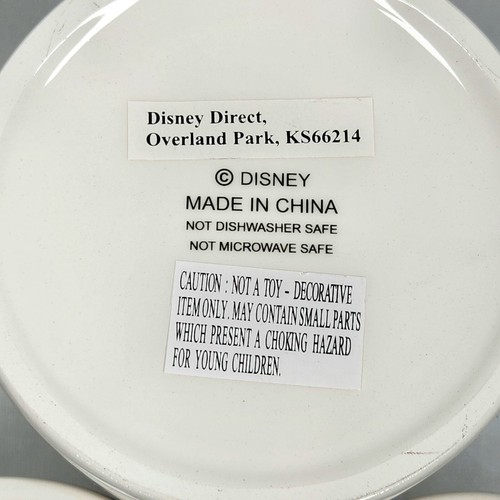 Disney Direct,
Overland Park, KS66214
© DISNEY
MADE IN CHINA
NOT DISHWASHER SAFE
NOT MICROWAVE SAFE
CAUTION : NOT A TOY - DECORATIVE
ITEM ONLY. MAY CONTAIN SMALL PARTS
WHICH PRESENT A CHOKING HAZARD
FOR YOUNG CHILDREN.